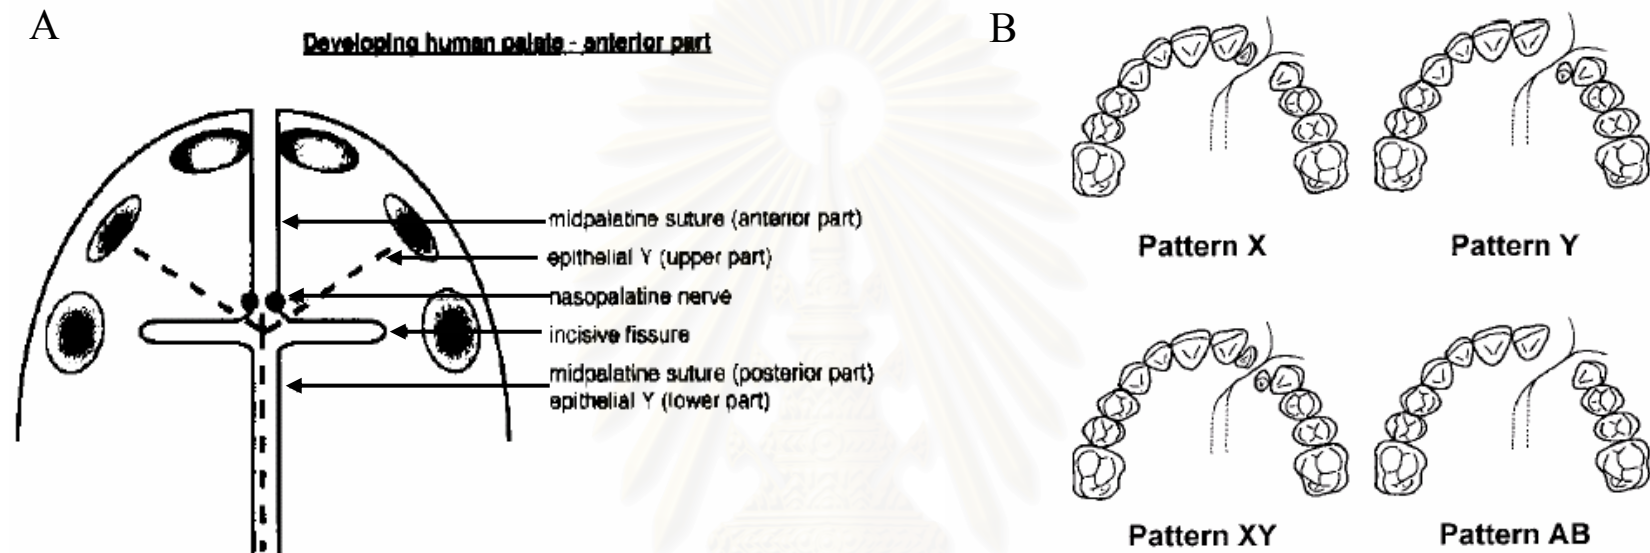 A
Developing human palate - anterior part
midpalatine suture (anterior part)
epithelial Y (upper part)
nasopalatine nerve
incisive fissure
midpalatine suture (posterior part)
epithelial Y (lower part)
B
Pattern X
Pattern Y
Pattern XY
Pattern AB